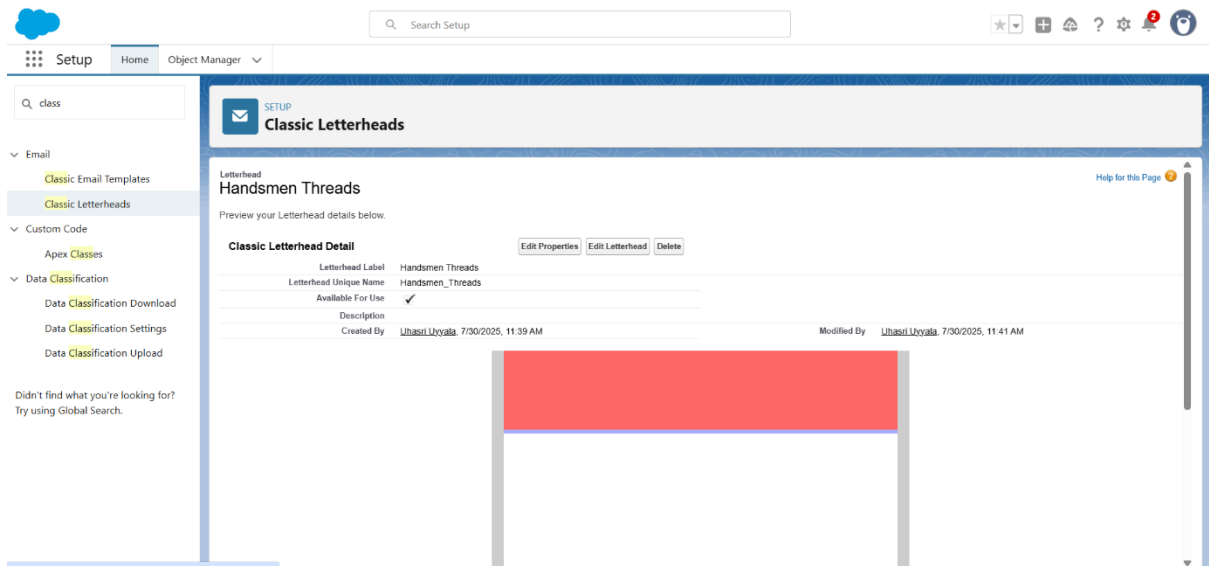 Search Setup
2
Setup
Home
Object Manager
class
Email
Classic Email Templates
Classic Letterheads
Custom Code
Apex Classes
Data Classification
Data Classification Download
Data Classification Settings
Data Classification Upload
Didn't find what you're looking for?
Try using Global Search.
SETUP
Classic Letterheads
Letterhead
Handsmen Threads
Help for this Page
Preview your Letterhead details below.
Classic Letterhead Detail
Edit Properties Edit Letterhead Delete
Letterhead Label Handsmen Threads
Letterhead Unique Name Handsmen_Threads
Available For Use
Description
Created By Uhasri Uyyala, 7/30/2025, 11:39 AM Modified By Uhasri Uyyala, 7/30/2025, 11:41 AM